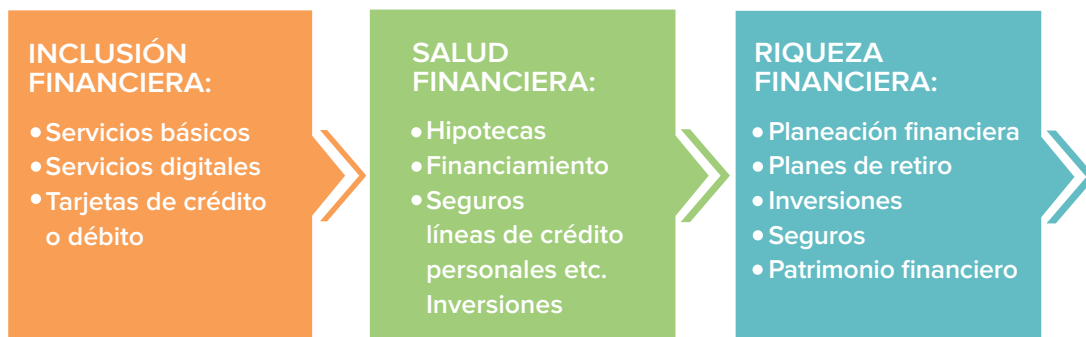 INCLUSIÓN
FINANCIERA:
• Servicios básicos
• Servicios digitales
• Tarjetas de crédito
o débito
SALUD
FINANCIERA:
• Hipotecas
• Financiamiento
• Seguros
líneas de crédito
personales etc.
Inversiones
RIQUEZA
FINANCIERA:
• Planeación financiera
• Planes de retiro
• Inversiones
• Seguros
• Patrimonio financiero